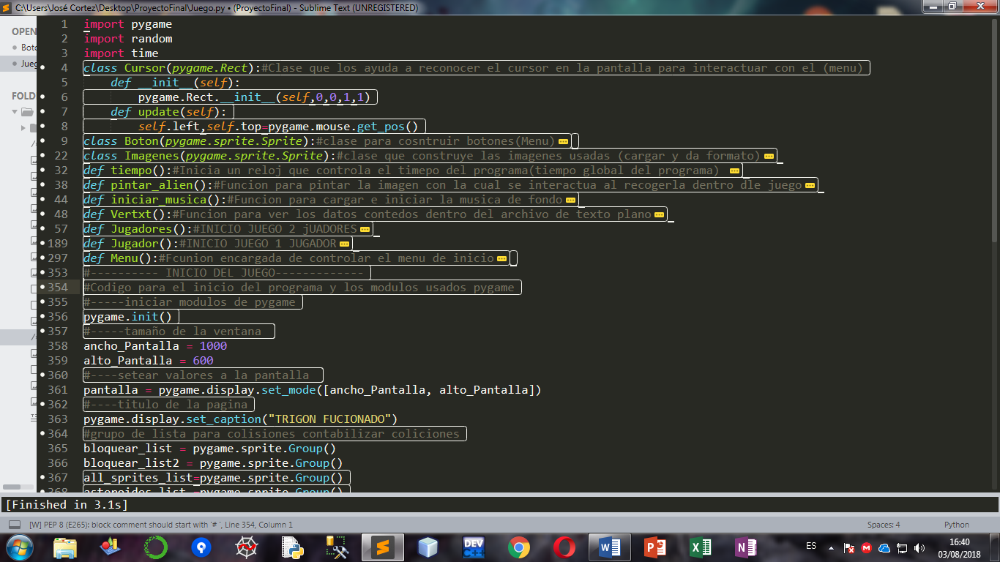 C:\Users\José Cortez\Desktop\ProyectoFinal\Juego.py • (ProyectoFinal) - Sublime Text (UNREGISTERED)
OPEN
FOLD
1 import pygame
2 import random
3 import time
4 class Cursor(pygame.Rect):#Clase que los ayuda a reconocer el cursor en la pantalla para interactuar con el (menu)
5 def __init__(self):
6 pygame.Rect.__init__(self,0,0,1,1)
7 def update(self):
8 self.left,self.top=pygame.mouse.get_pos()
9 class Boton(pygame.sprite.Sprite):#clase para cosntruir botones(Menu)
22 class Imagenes(pygame.sprite.Sprite):#clase que construye las imagenes usadas (cargar y da formato)
32 def tiempo():#Inicia un reloj que controla el timepo del programa(tiempo global del programa)
38 def pintar_alien():#Funcion para pintar la imagen con la cual se interactua al recogerla dentro dle juego
44 def iniciar_musica():#Funcion para cargar e iniciar la musica de fondo
48 def Vertxt():#Funcion para ver los datos contedos dentro del archivo de texto plano
57 def Jugadores():#INICIO JUEGO 2 jUADORES
189 def Jugador():#INICIO JUEGO 1 JUGADOR
297 def Menu():#Fcunion encargada de controlar el menu de inicio
353 #---------- INICIO DEL JUEGO-------------
354 #Codigo para el inicio del programa y los modulos usados pygame
355 #-----iniciar modulos de pygame
356 pygame.init()
357 #-----tamaño de la ventana
358 ancho_Pantalla = 1000
359 alto_Pantalla = 600
360 #----setear valores a la pantalla
361 pantalla = pygame.display.set_mode([ancho_Pantalla, alto_Pantalla])
362 #----titulo de la pagina
363 pygame.display.set_caption("TRIGON FUCIONADO")
364 #grupo de lista para colisiones contabilizar coliciones
365 bloquear_list = pygame.sprite.Group()
366 bloquear_list2 = pygame.sprite.Group()
367 all_sprites_list=pygame.sprite.Group()
368 asteroides_list =pygame.sprite.Group()
[Finished in 3.1s]
[W] PEP 8 (E265): block comment should start with '# ', Line 354, Column 1
Spaces: 4
Python
DEV C++
ES
16:40
03/08/2018